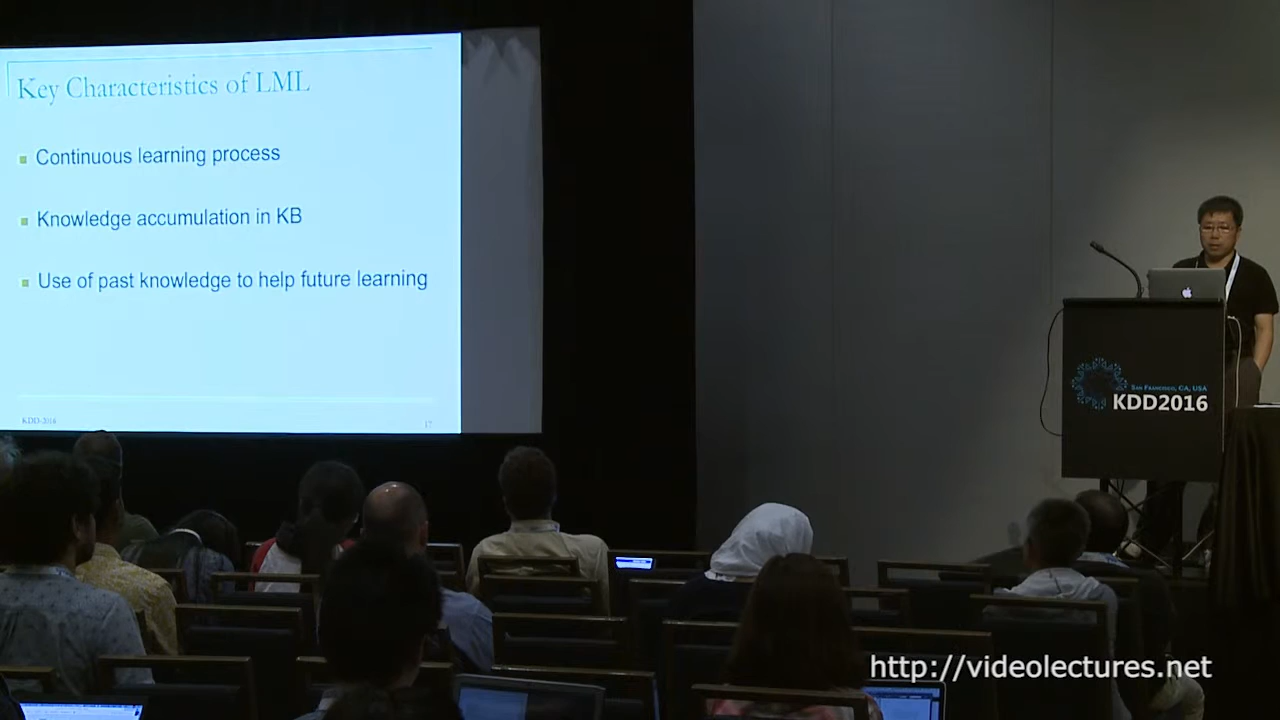 Key Characteristics of LML
Continuous learning process
Knowledge accumulation in KB
Use of past knowledge to help future learning
KDD-2016
17
SAN FRANCISCO, CA, USA
KDD2016
http://videolectures.net